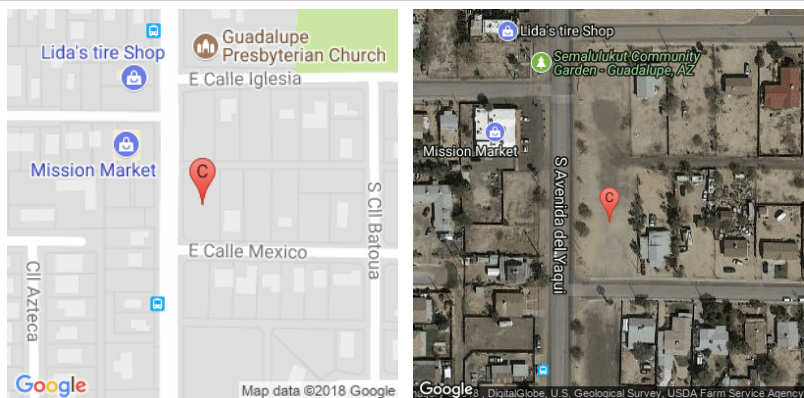 Lida's tire Shop
Guadalupe
Presbyterian Church
E Calle Iglesia
Mission Market
C
S Cll Batoua
E Calle Mexico
Cll Azteca
Google
Map data ©2018 Google
Lida's tire Shop
Semalulukut Community
Garden - Guadalupe, AZ
Mission Market
C
S Avenida del Yaqui
Google
, DigitalGlobe, U.S. Geological Survey, USDA Farm Service Agency